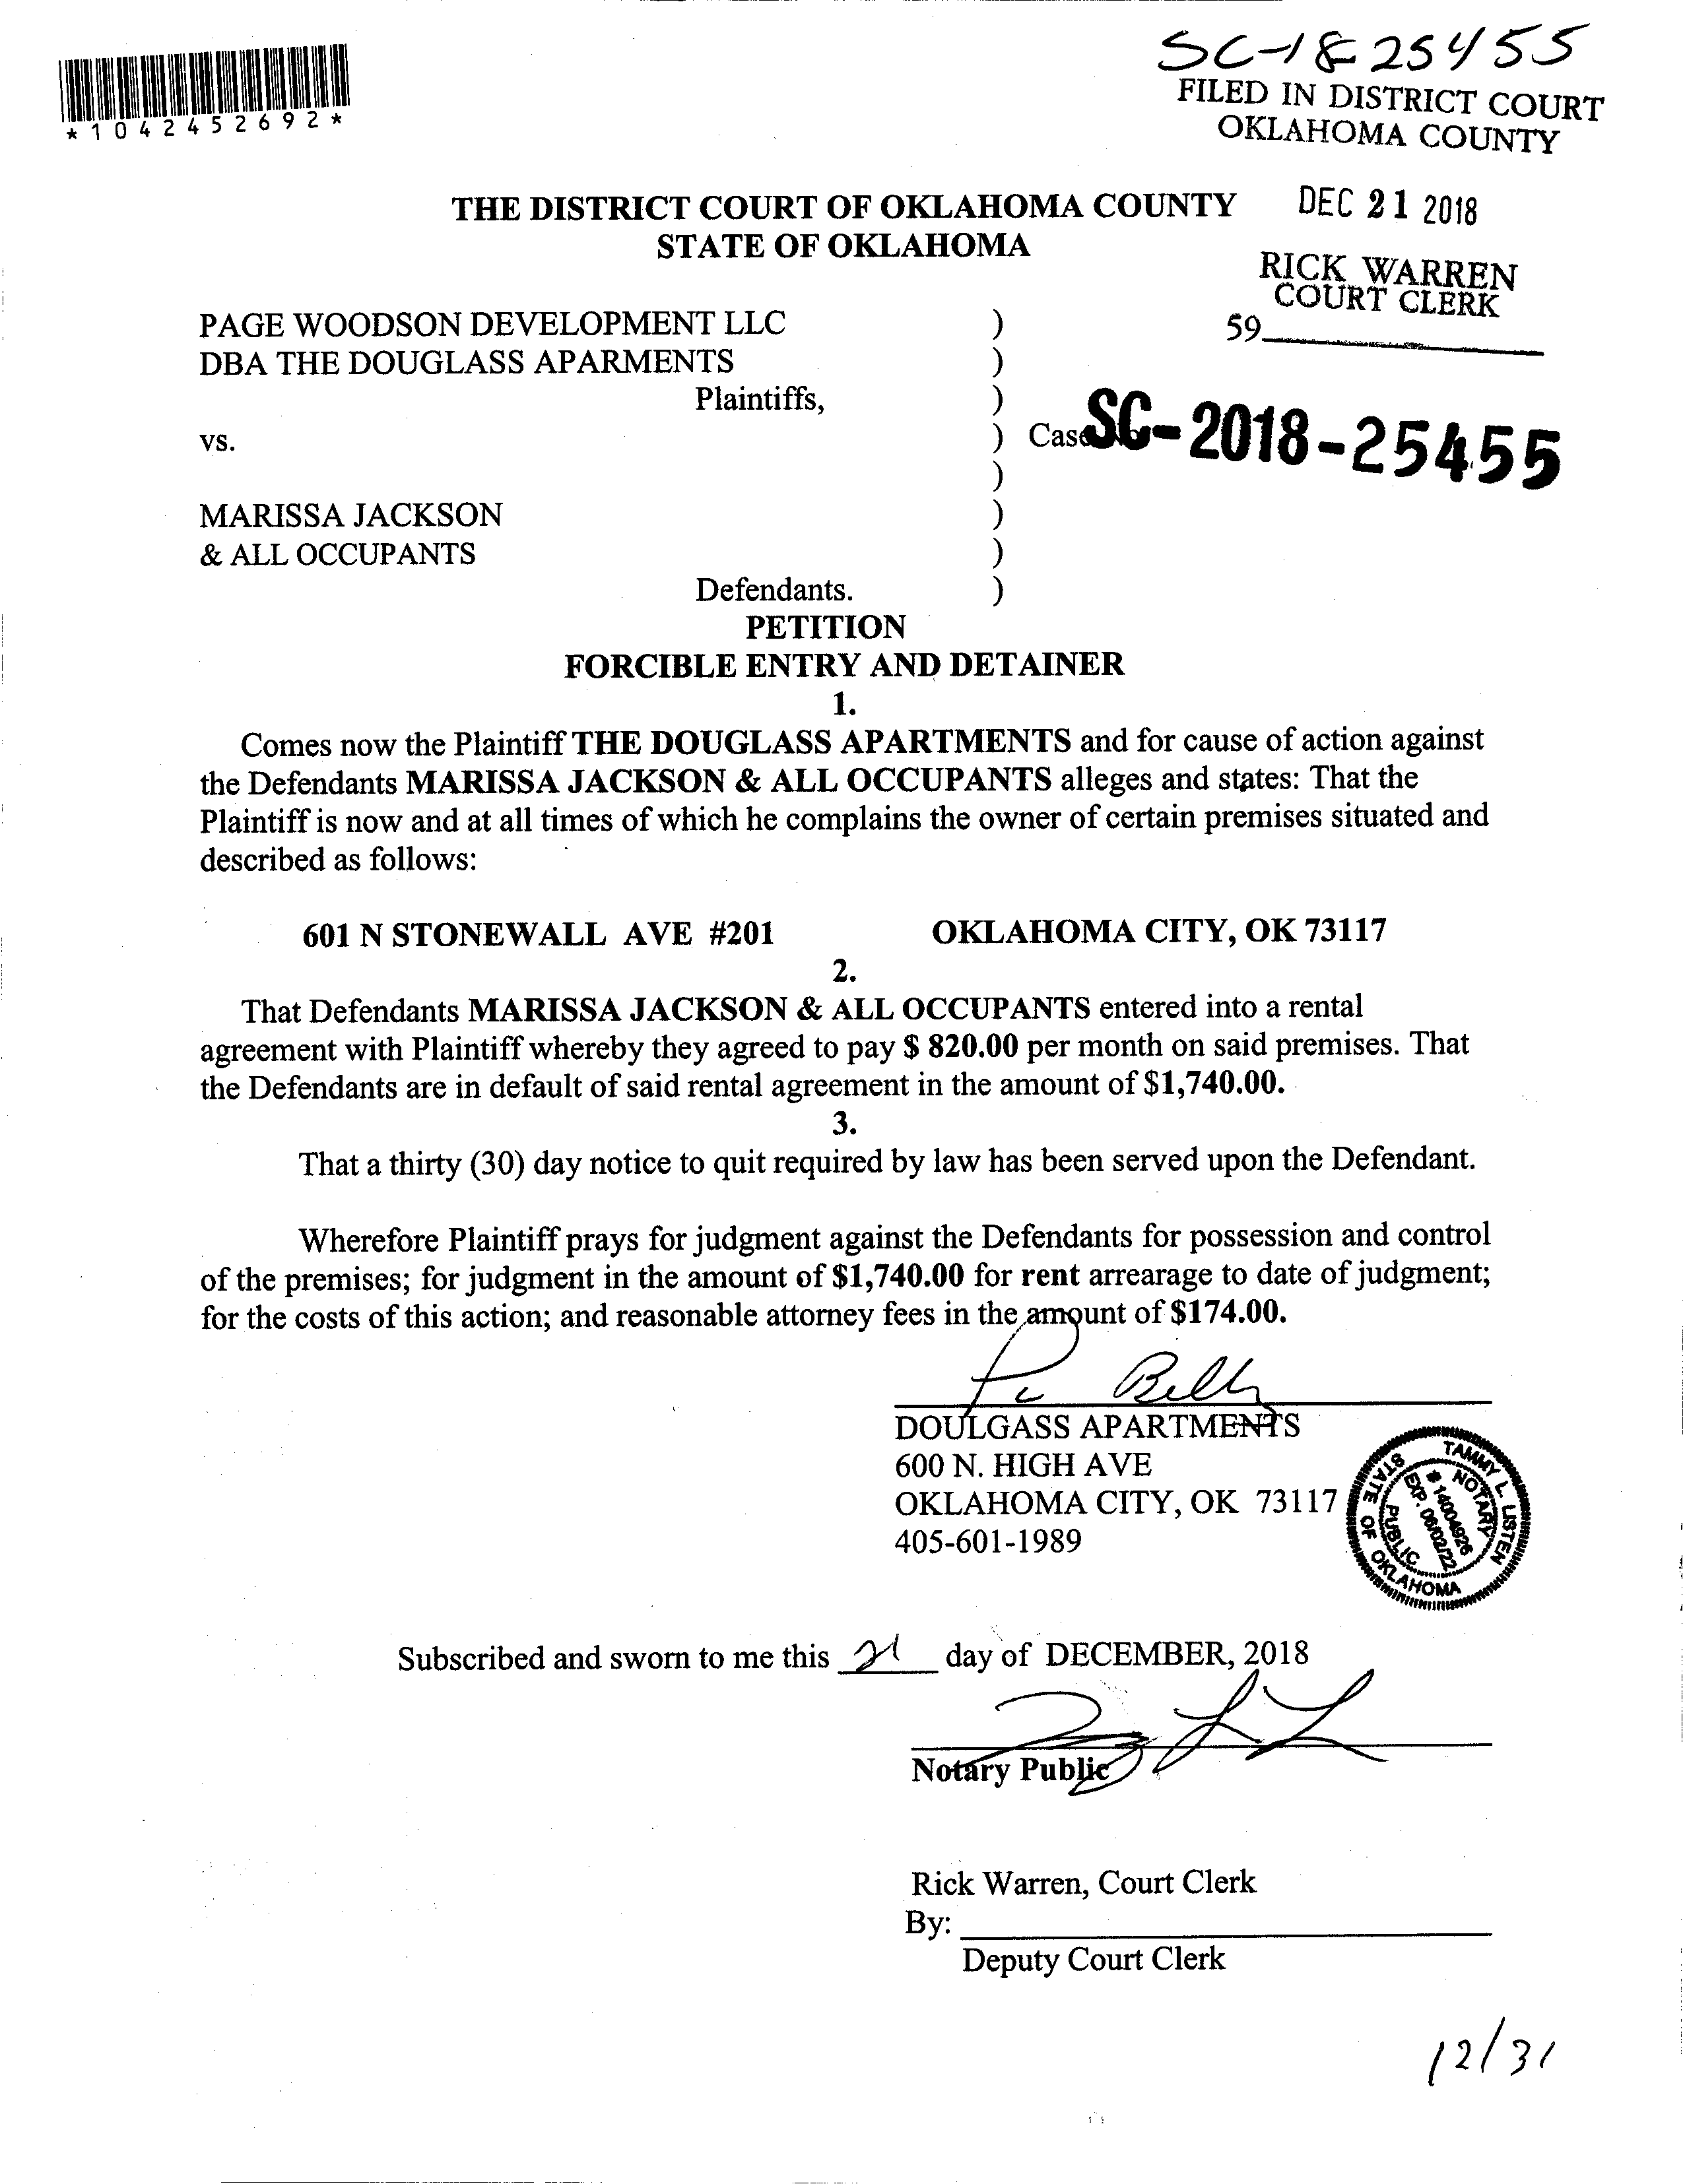 SC-18-25455
FILED IN DISTRICT COURT
OKLAHOMA COUNTY
*1042452692*
THE DISTRICT COURT OF OKLAHOMA COUNTY
DEC 21 2018
STATE OF OKLAHOMA
RICK WARREN
COURT CLERK
59
PAGE WOODSON DEVELOPMENT LLC )
DBA THE DOUGLASS APARMENTS )
Plaintiffs, )
vs. ) Case SC-2018-25455
)
MARISSA JACKSON )
& ALL OCCUPANTS )
Defendants. )
PETITION
FORCIBLE ENTRY AND DETAINER
1.
Comes now the Plaintiff THE DOUGLASS APARTMENTS and for cause of action against
the Defendants MARISSA JACKSON & ALL OCCUPANTS alleges and states: That the
Plaintiff is now and at all times of which he complains the owner of certain premises situated and
described as follows:
601 N STONEWALL AVE #201 OKLAHOMA CITY, OK 73117
2.
That Defendants MARISSA JACKSON & ALL OCCUPANTS entered into a rental
agreement with Plaintiff whereby they agreed to pay $ 820.00 per month on said premises. That
the Defendants are in default of said rental agreement in the amount of $1,740.00.
3.
That a thirty (30) day notice to quit required by law has been served upon the Defendant.
Wherefore Plaintiff prays for judgment against the Defendants for possession and control
of the premises; for judgment in the amount of $1,740.00 for rent arrearage to date of judgment;
for the costs of this action; and reasonable attorney fees in the amount of $174.00.
DOULGASS APARTMENTS
600 N. HIGH AVE
OKLAHOMA CITY, OK 73117
405-601-1989
TAMMY L. LISTEN
NOTARY PUBLIC
# 14004926
EXP. 06/02/22
STATE OF OKLAHOMA
Subscribed and sworn to me this 21 day of DECEMBER, 2018
Notary Public
Rick Warren, Court Clerk
By:
Deputy Court Clerk
12/31